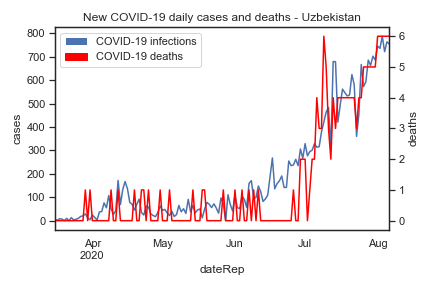 New COVID-19 daily cases and deaths - Uzbekistan
COVID-19 infections
COVID-19 deaths
cases
deaths
800
700
600
500
400
300
200
100
0
6
5
4
3
2
1
0
Apr
2020
May
Jun
Jul
Aug
dateRep